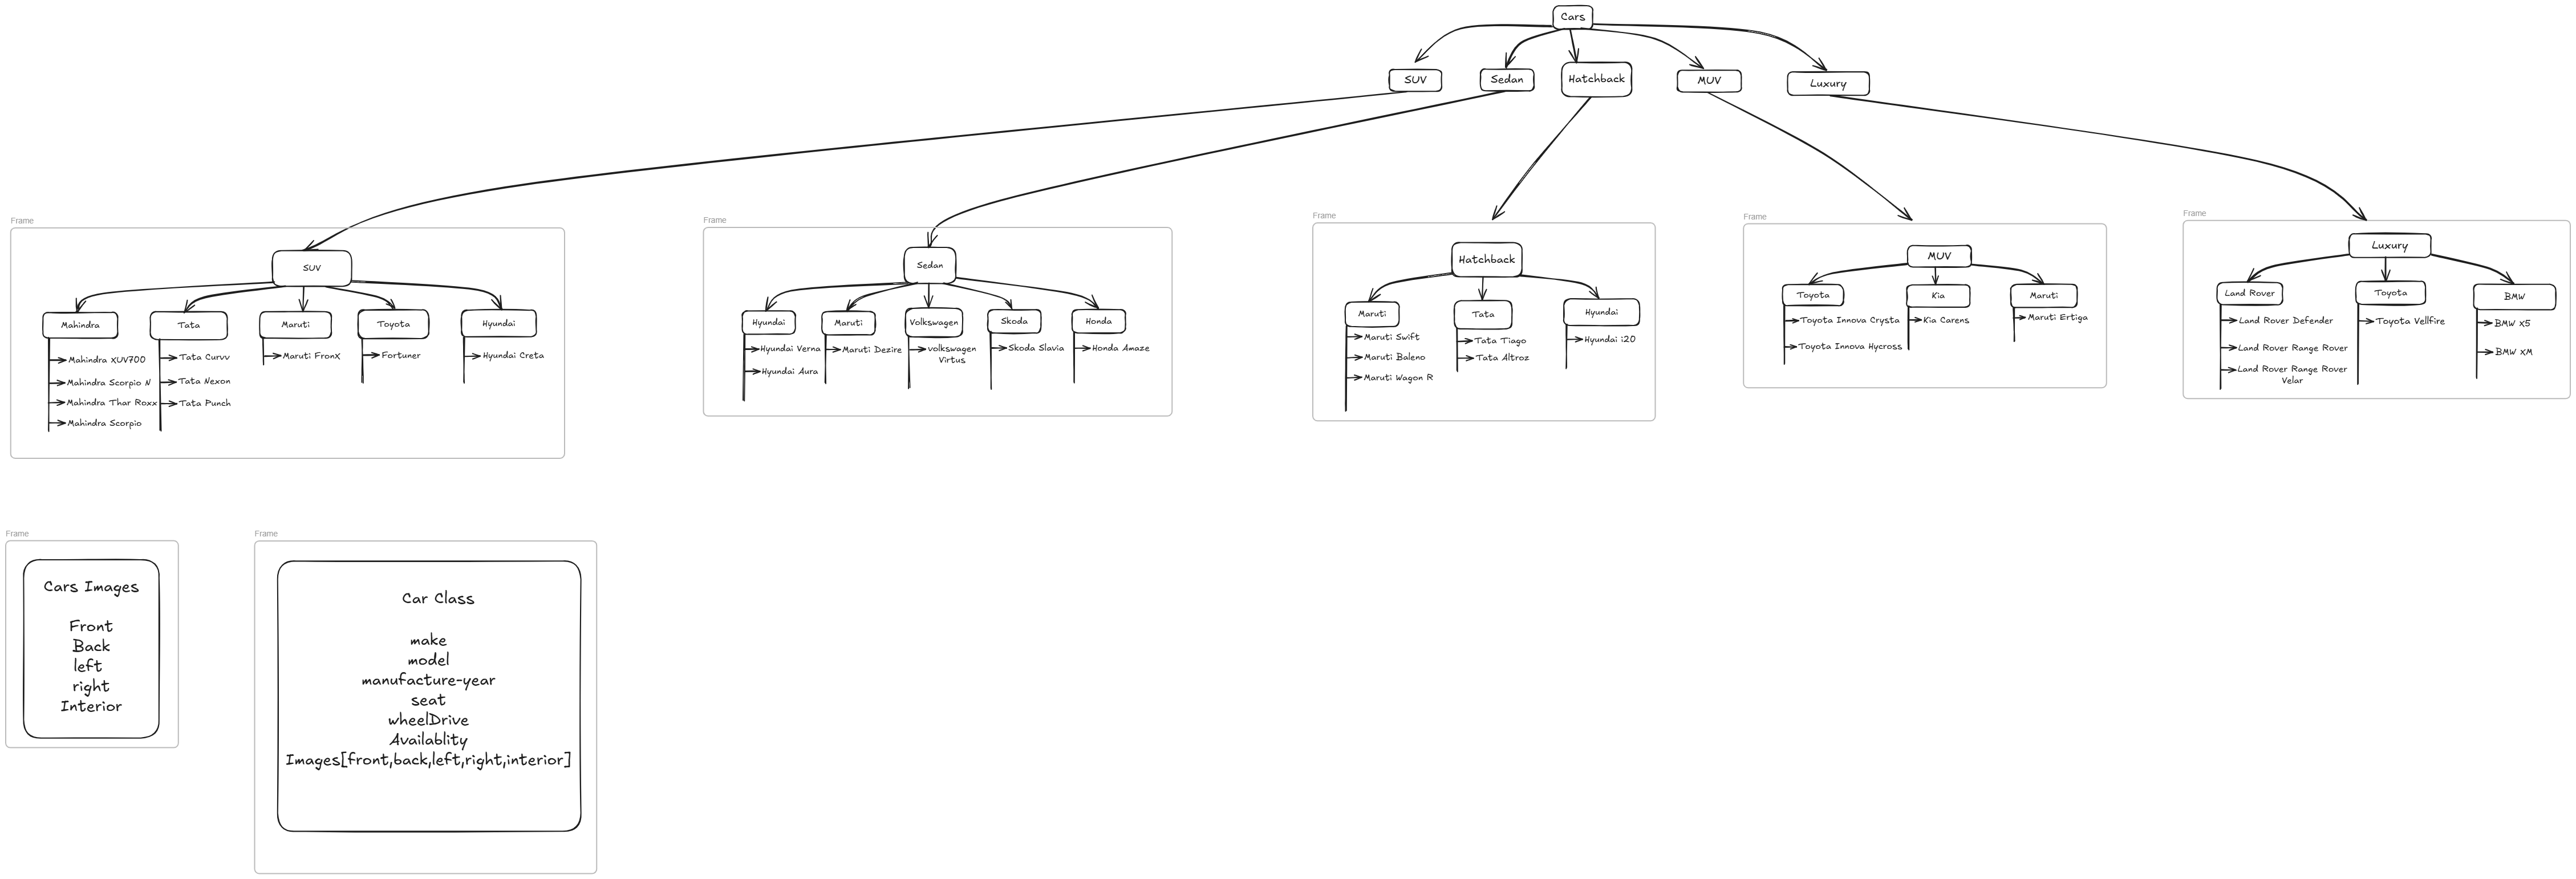 Cars
SUV
Sedan
Hatchback
MUV
Luxury
Frame
SUV
Mahindra
Mahindra XUV700
Mahindra Scorpio N
Mahindra Thar Roxx
Mahindra Scorpio
Tata
Tata Curvv
Tata Nexon
Tata Punch
Maruti
Maruti FronX
Toyota
Fortuner
Hyundai
Hyundai Creta
Frame
Sedan
Hyundai
Hyundai Verna
Hyundai Aura
Maruti
Maruti Dezire
Volkswagen
volkswagen
Virtus
Skoda
Skoda Slavia
Honda
Honda Amaze
Frame
Hatchback
Maruti
Maruti Swift
Maruti Baleno
Maruti Wagon R
Tata
Tata Tiago
Tata Altroz
Hyundai
Hyundai i20
Frame
MUV
Toyota
Toyota Innova Crysta
Toyota Innova Hycross
Kia
Kia Carens
Maruti
Maruti Ertiga
Frame
Luxury
Land Rover
Land Rover Defender
Land Rover Range Rover
Land Rover Range Rover
Velar
Toyota
Toyota Vellfire
BMW
BMW X5
BMW XM
Frame
Cars Images
Front
Back
left
right
Interior
Frame
Car Class
make
model
manufacture-year
seat
wheelDrive
Availablity
Images[front,back,left,right,interior]